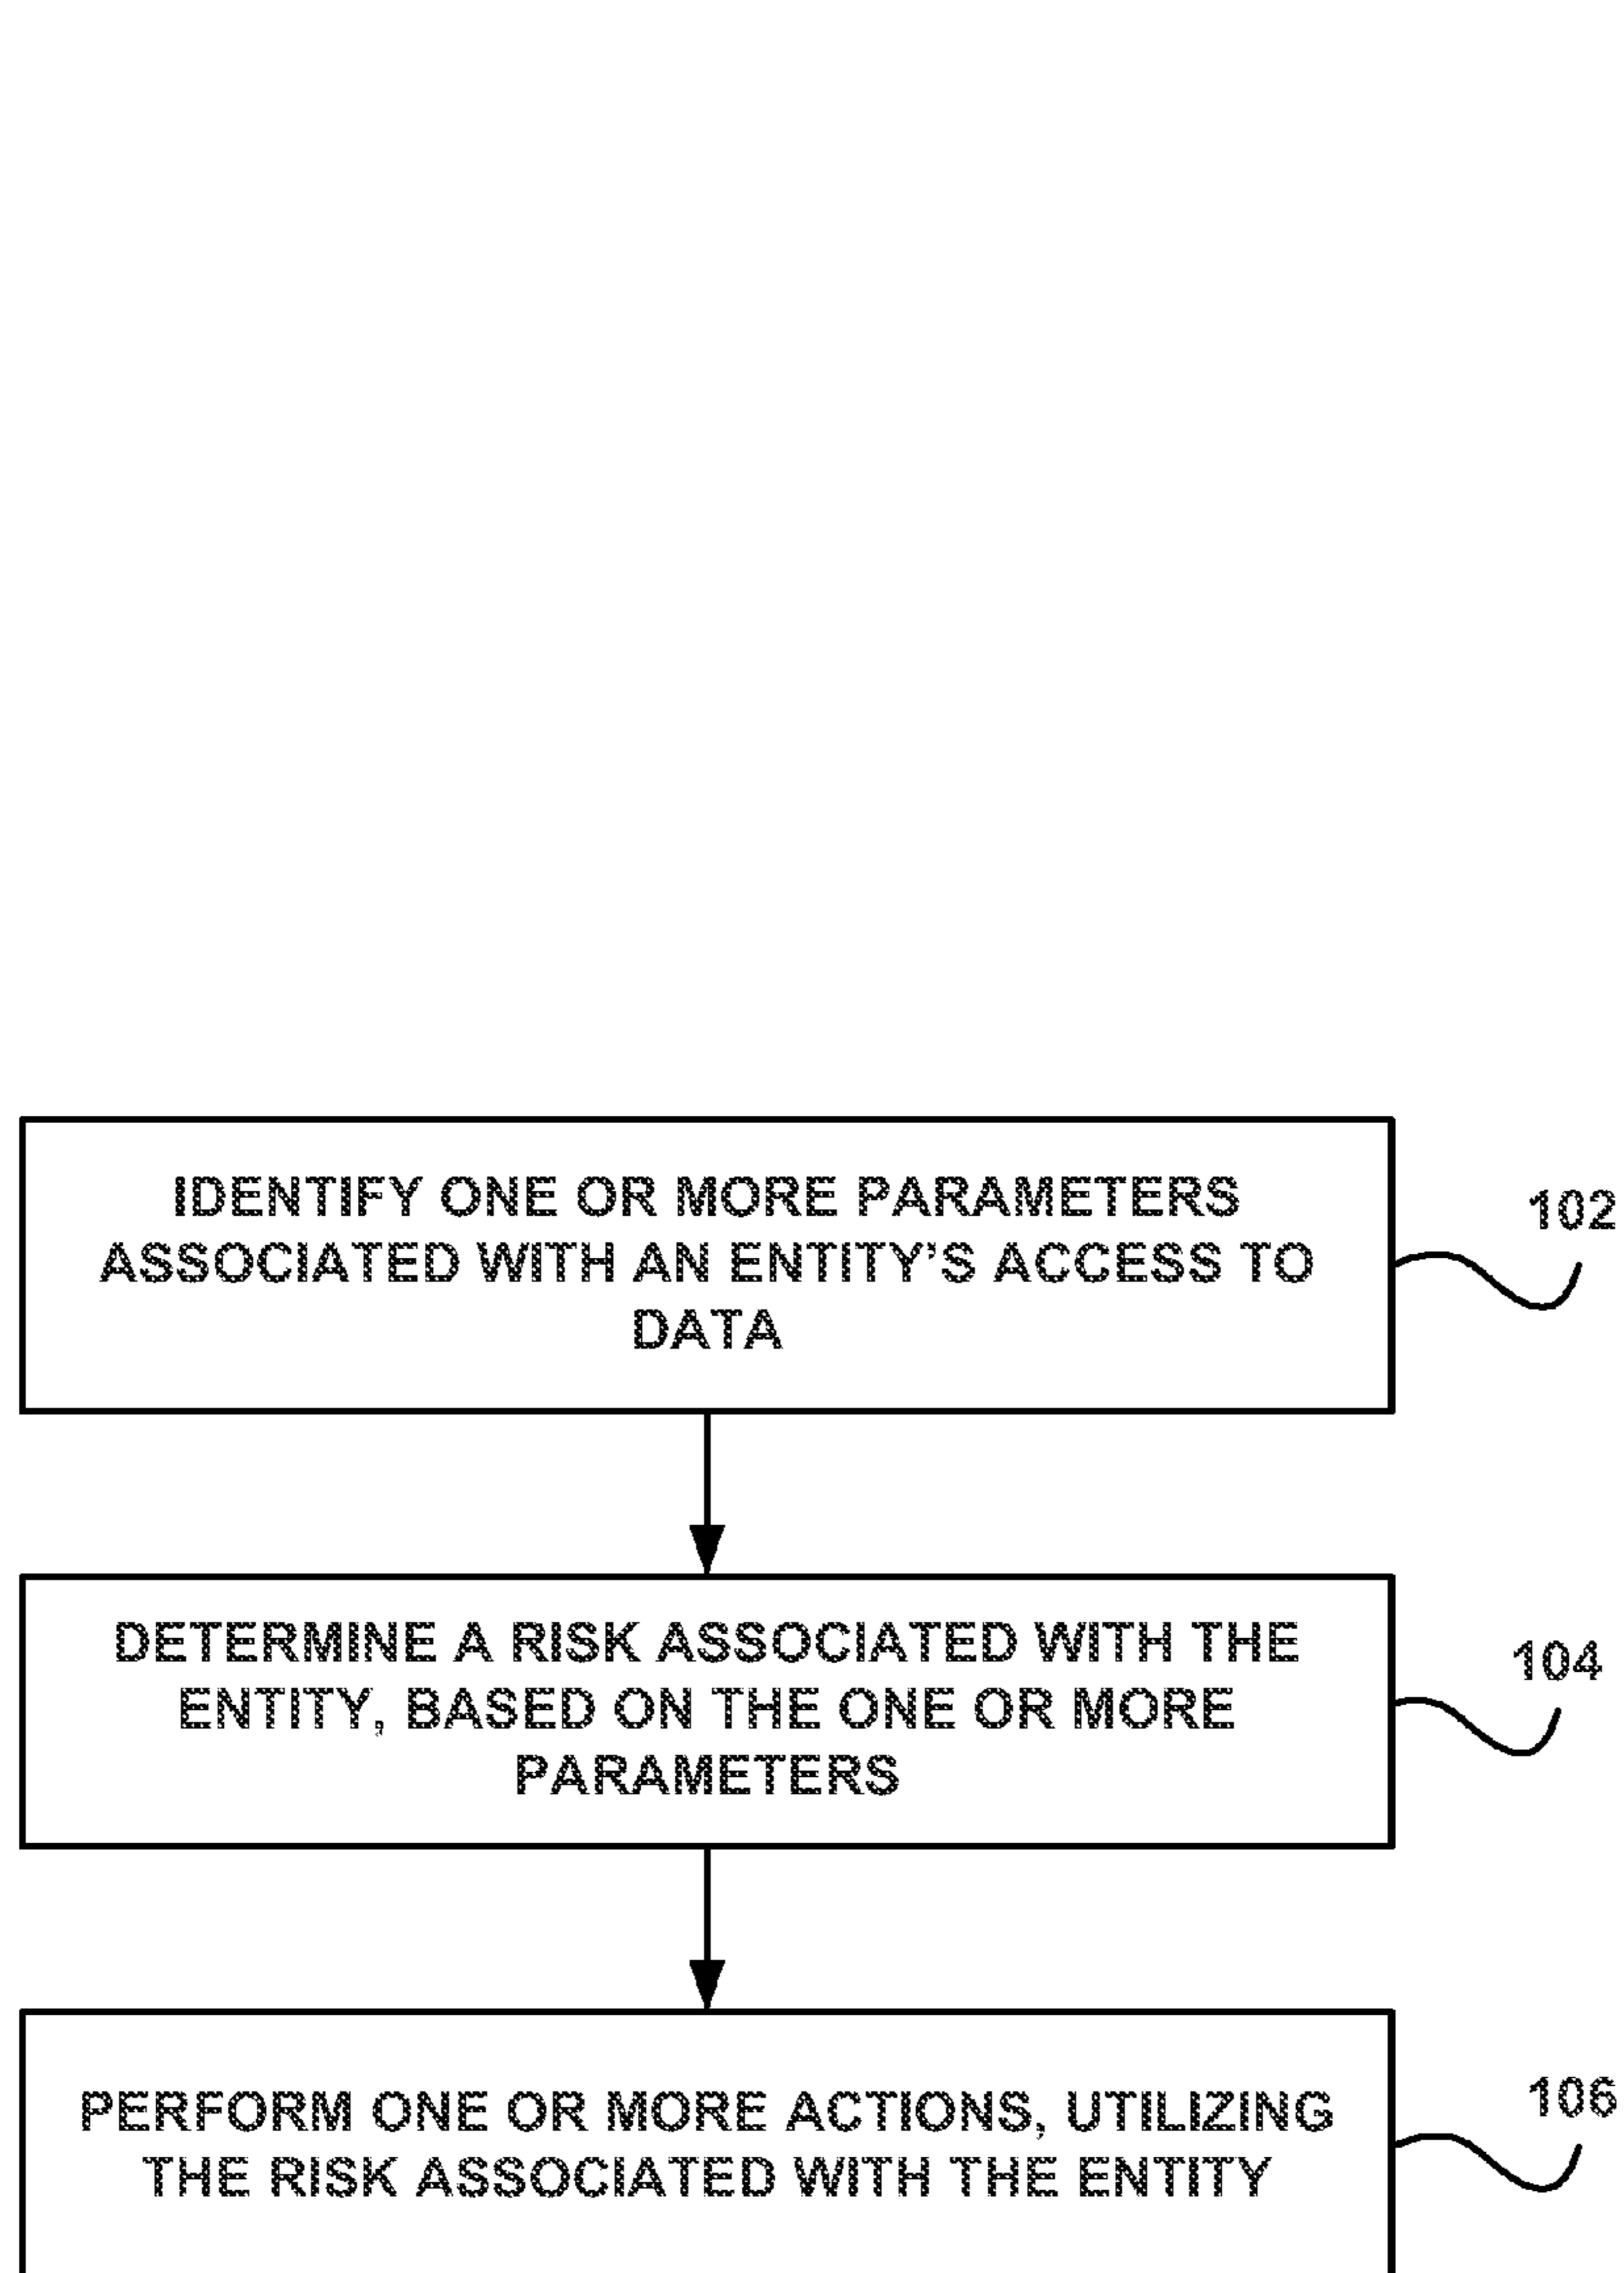 IDENTIFY ONE OR MORE PARAMETERS
ASSOCIATED WITH AN ENTITY’S ACCESS TO
DATA
102
DETERMINE A RISK ASSOCIATED WITH THE
ENTITY, BASED ON THE ONE OR MORE
PARAMETERS
104
PERFORM ONE OR MORE ACTIONS, UTILIZING
THE RISK ASSOCIATED WITH THE ENTITY
106